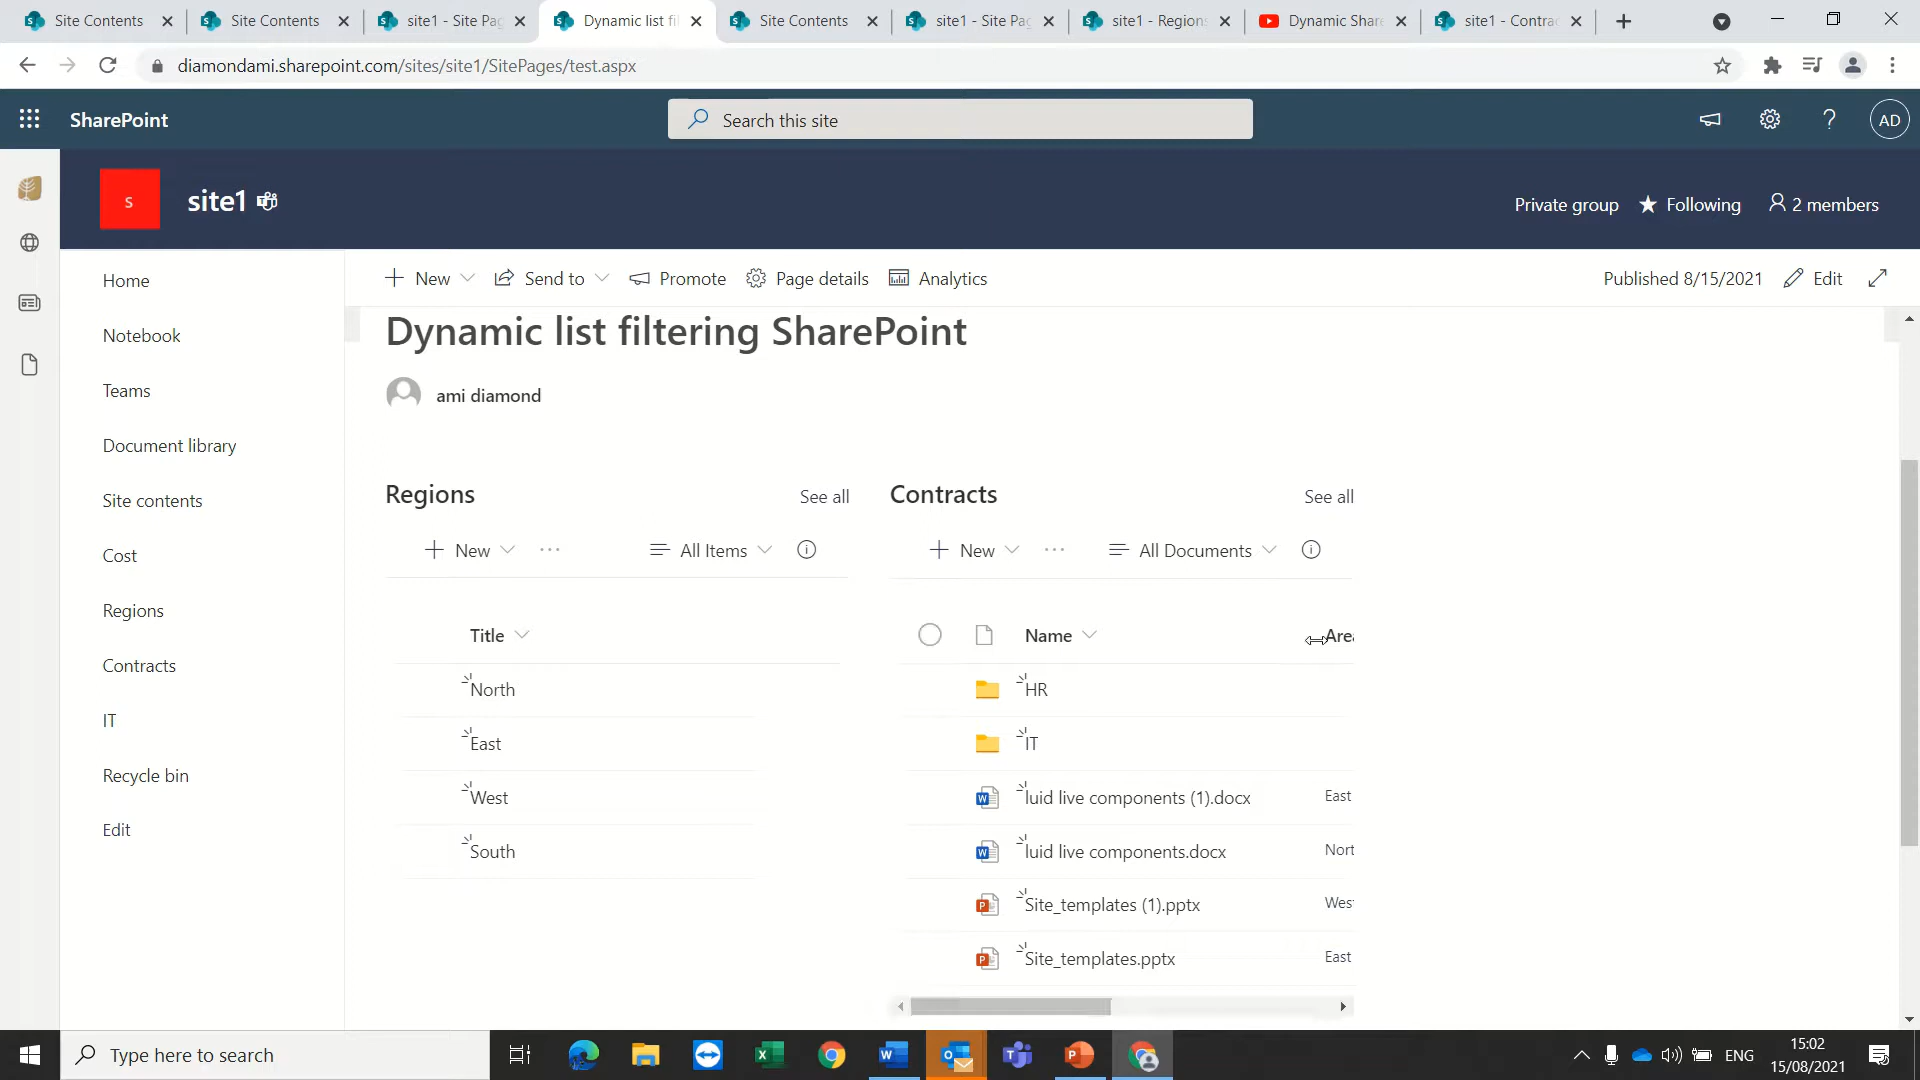 Site Contents
Site Contents
site1 - Site Pag
Dynamic list fil
Site Contents
site1 - Site Pag
site1 - Regions
Dynamic Share
site1 - Contrac
diamondami.sharepoint.com/sites/site1/SitePages/test.aspx
SharePoint
Search this site
AD
S
site1
Private group
Following
2 members
Home
Notebook
Teams
Document library
Site contents
Cost
Regions
Contracts
IT
Recycle bin
Edit
New
Send to
Promote
Page details
Analytics
Published 8/15/2021
Edit
Dynamic list filtering SharePoint
ami diamond
Regions
See all
New
All Items
Title
North
East
West
South
Contracts
See all
New
All Documents
Name
Area
HR
IT
luid live components (1).docx
East
luid live components.docx
Nort
Site_templates (1).pptx
West
Site_templates.pptx
East
Type here to search
ENG
15:02
15/08/2021